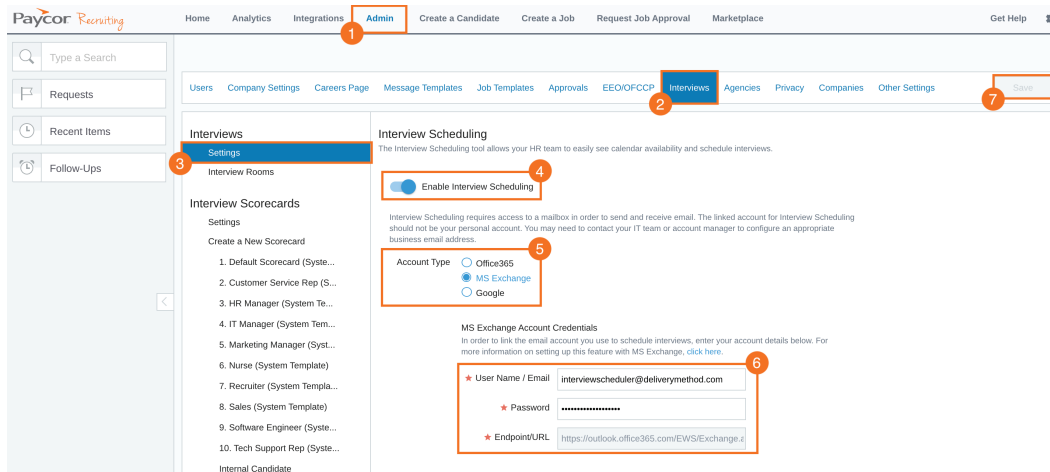 Paycor Recruiting
Home Analytics Integrations Admin Create a Candidate Create a Job Request Job Approval Marketplace Get Help
1
Type a Search
Requests
Recent Items
Follow-Ups
Users Company Settings Careers Page Message Templates Job Templates Approvals EEO/OFCCP Interviews Agencies Privacy Companies Other Settings Save
2
7
Interviews
3
Settings
Interview Rooms
Interview Scorecards
Settings
Create a New Scorecard
1. Default Scorecard (Syste...
2. Customer Service Rep (S...
3. HR Manager (System Te...
4. IT Manager (System Tem...
5. Marketing Manager (Syst...
6. Nurse (System Template)
7. Recruiter (System Templa...
8. Sales (System Template)
9. Software Engineer (Syste...
10. Tech Support Rep (Syste...
Internal Candidate
Interview Scheduling
The Interview Scheduling tool allows your HR team to easily see calendar availability and schedule interviews.
4
Enable Interview Scheduling
Interview Scheduling requires access to a mailbox in order to send and receive email. The linked account for Interview Scheduling
should not be your personal account. You may need to contact your IT team or account manager to configure an appropriate
business email address.
5
Account Type Office365
MS Exchange
Google
MS Exchange Account Credentials
In order to link the email account you use to schedule interviews, enter your account details below. For
more information on setting up this feature with MS Exchange, click here.
6
★ User Name / Email interviewscheduler@deliverymethod.com
★ Password ••••••••••••••••••
★ Endpoint/URL https://outlook.office365.com/EWS/Exchange.a